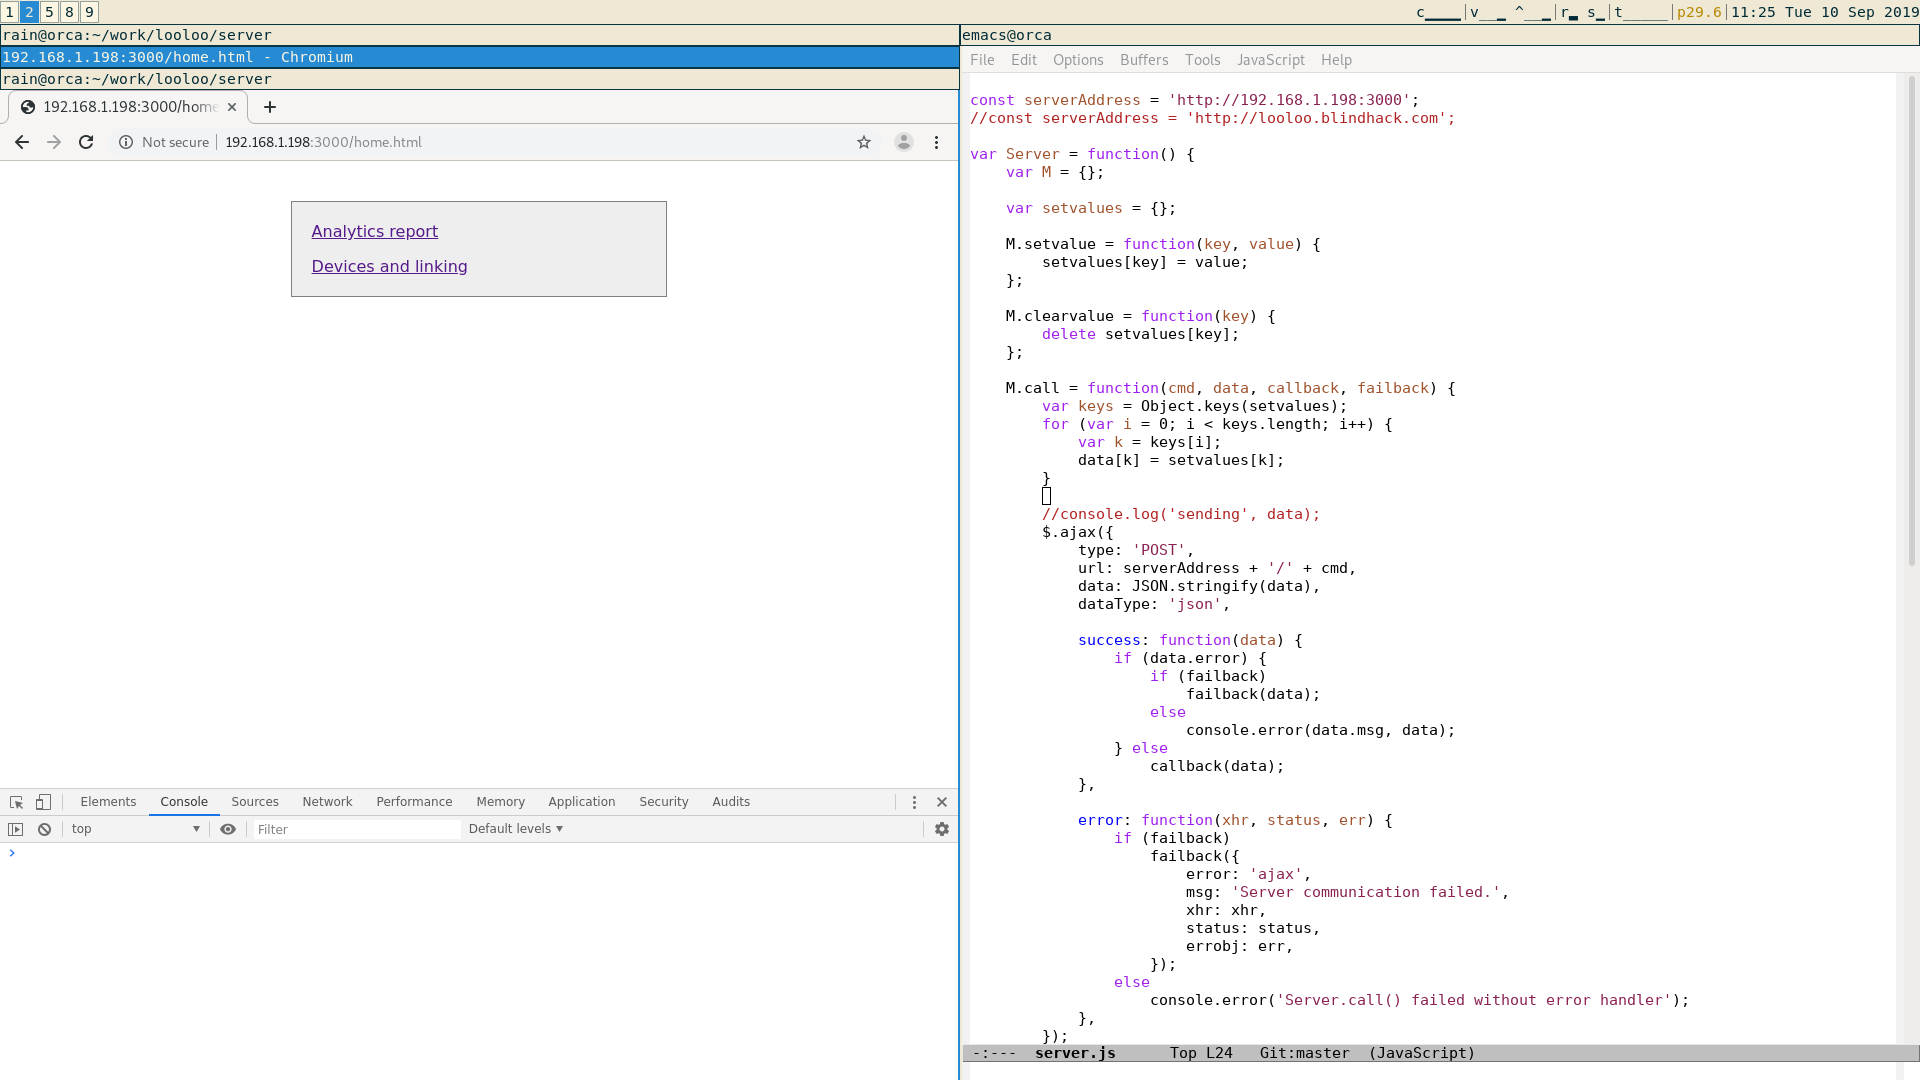 1 2 5 8 9
c▁▁▁▁|v__▁ ^__▁|r▃ s▁|t_____|p29.6|11:25 Tue 10 Sep 2019
rain@orca:~/work/looloo/server
192.168.1.198:3000/home.html - Chromium
rain@orca:~/work/looloo/server
192.168.1.198:3000/home
Not secure | 192.168.1.198:3000/home.html
Analytics report
Devices and linking
Elements Console Sources Network Performance Memory Application Security Audits
top Filter Default levels
emacs@orca
File Edit Options Buffers Tools JavaScript Help
const serverAddress = 'http://192.168.1.198:3000';
//const serverAddress = 'http://looloo.blindhack.com';
var Server = function() {
    var M = {};
    var setvalues = {};
    M.setvalue = function(key, value) {
        setvalues[key] = value;
    };
    M.clearvalue = function(key) {
        delete setvalues[key];
    };
    M.call = function(cmd, data, callback, failback) {
        var keys = Object.keys(setvalues);
        for (var i = 0; i < keys.length; i++) {
            var k = keys[i];
            data[k] = setvalues[k];
        }
        //console.log('sending', data);
        $.ajax({
            type: 'POST',
            url: serverAddress + '/' + cmd,
            data: JSON.stringify(data),
            dataType: 'json',
            success: function(data) {
                if (data.error) {
                    if (failback)
                        failback(data);
                    else
                        console.error(data.msg, data);
                } else
                    callback(data);
            },
            error: function(xhr, status, err) {
                if (failback)
                    failback({
                        error: 'ajax',
                        msg: 'Server communication failed.',
                        xhr: xhr,
                        status: status,
                        errobj: err,
                    });
                else
                    console.error('Server.call() failed without error handler');
            },
        });
-:---  server.js      Top L24   Git:master  (JavaScript)